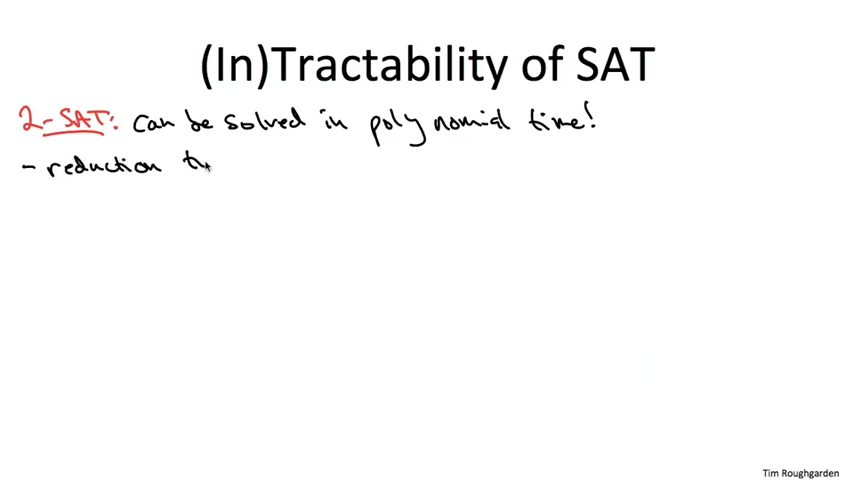 (In)Tractability of SAT
2-SAT: can be solved in polynomial time!
- reduction
Tim Roughgarden